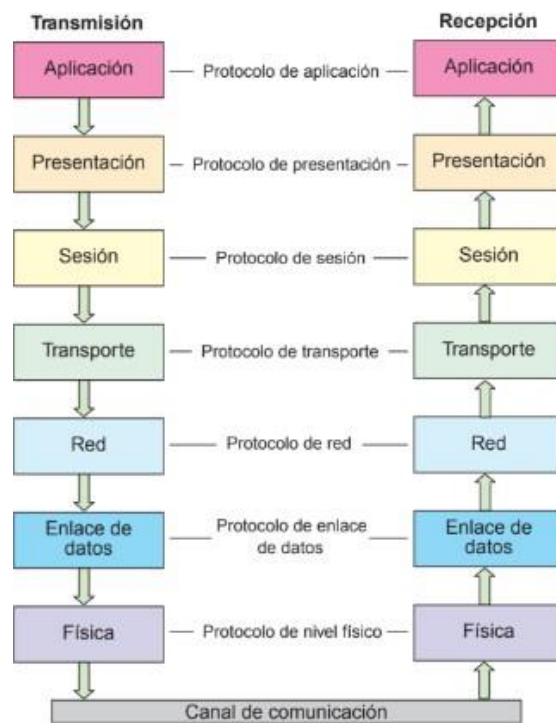 Transmisión
Recepción
Aplicación
Protocolo de aplicación
Aplicación
Presentación
Protocolo de presentación
Presentación
Sesión
Protocolo de sesión
Sesión
Transporte
Protocolo de transporte
Transporte
Red
Protocolo de red
Red
Enlace de
datos
Protocolo de enlace
de datos
Enlace de
datos
Física
Protocolo de nivel físico
Física
Canal de comunicación